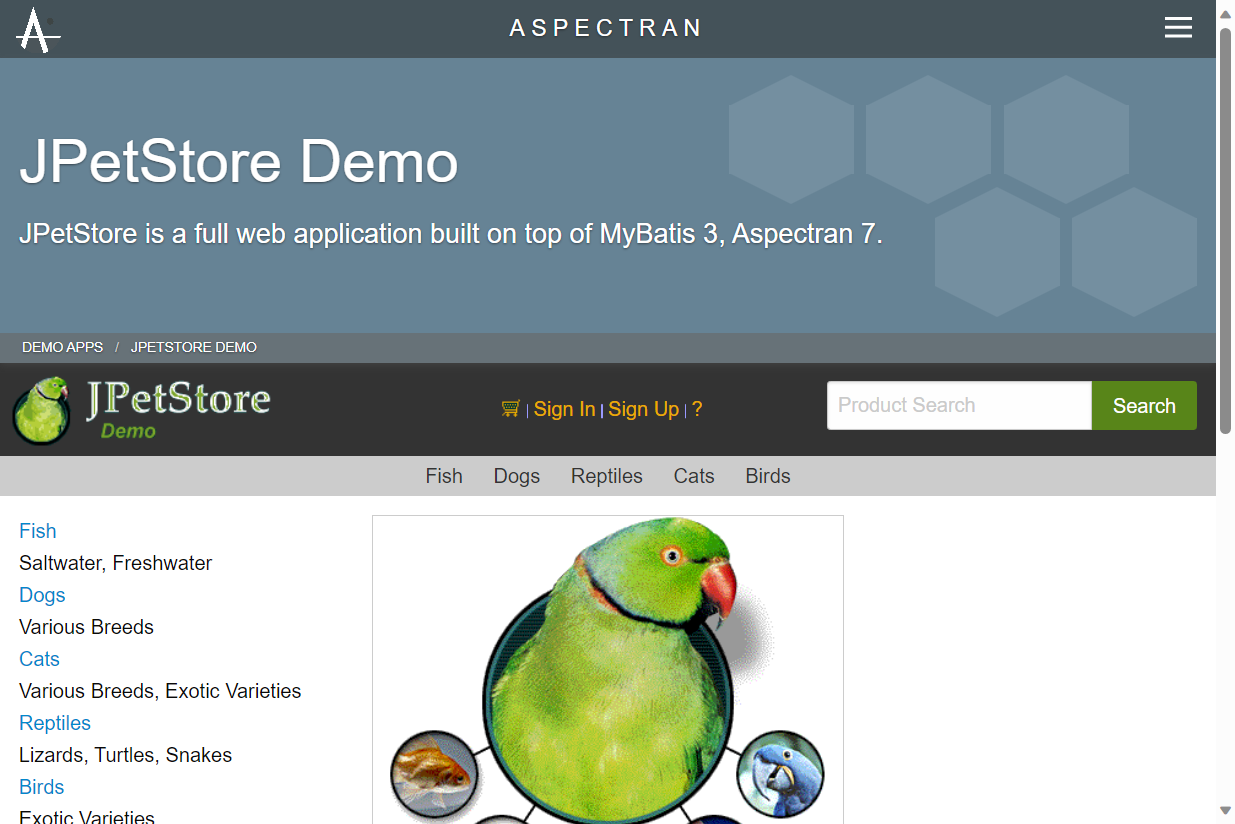 ASPECTRAN
JPetStore Demo
JPetStore is a full web application built on top of MyBatis 3, Aspectran 7.
DEMO APPS / JPETSTORE DEMO
JPetStore
Demo
| Sign In | Sign Up | ?
Product Search
Search
Fish Dogs Reptiles Cats Birds
Fish
Saltwater, Freshwater
Dogs
Various Breeds
Cats
Various Breeds, Exotic Varieties
Reptiles
Lizards, Turtles, Snakes
Birds
Exotic Varieties